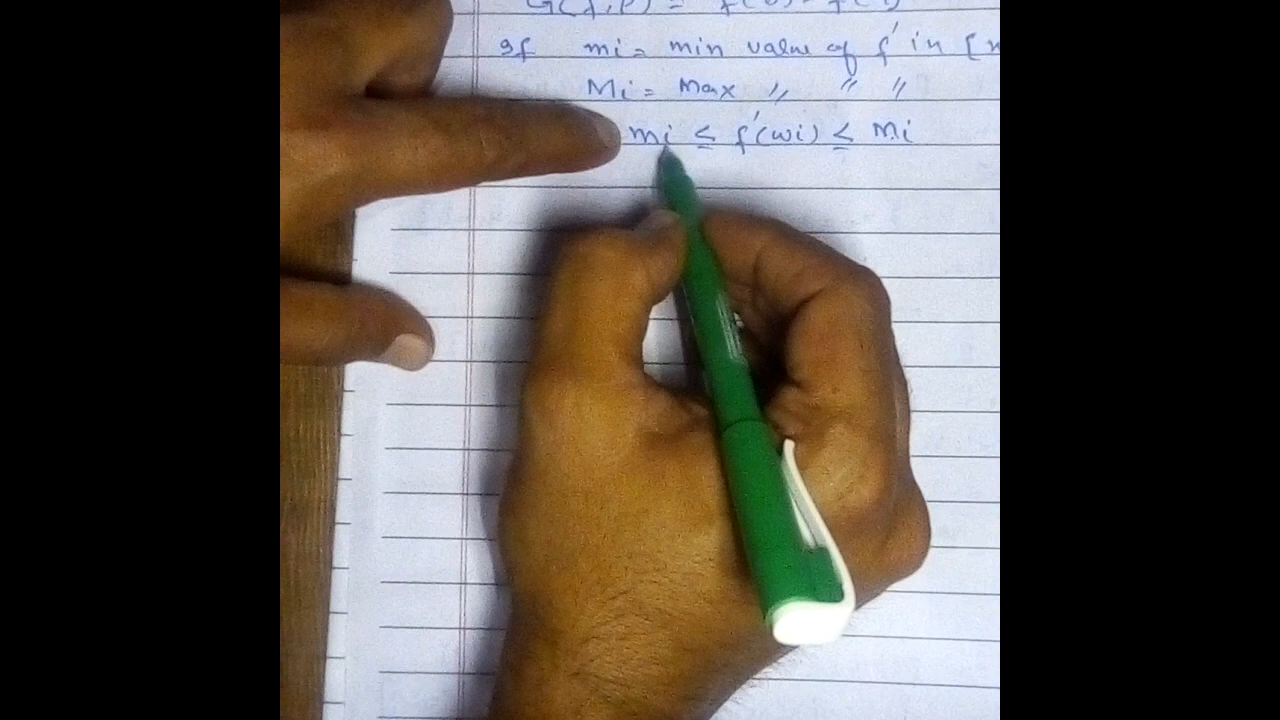 If mi = min value of f' in [x
Mi = Max " " "
mi ≤ f'(wi) ≤ Mi